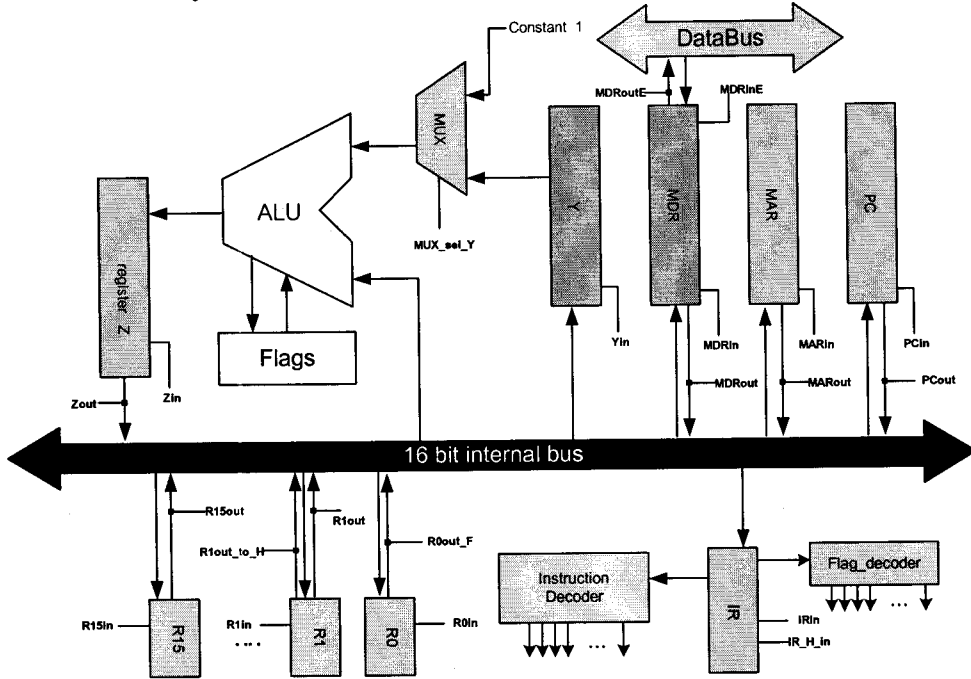 Constant 1
DataBus
MDRoutE
MDRinE
MUX
ALU
Y
MDR
MAR
PC
MUX_sel_Y
register Z
Flags
Yin
MDRin
MARin
PCin
MDRout
MARout
PCout
Zout
Zin
16 bit internal bus
R15out
R1out
R1out_to_H
R0out_F
Instruction
Decoder
Flag_decoder
...
...
IR
IRin
IR_H_in
R15in
R15
R1in
....
R1
R0
R0in